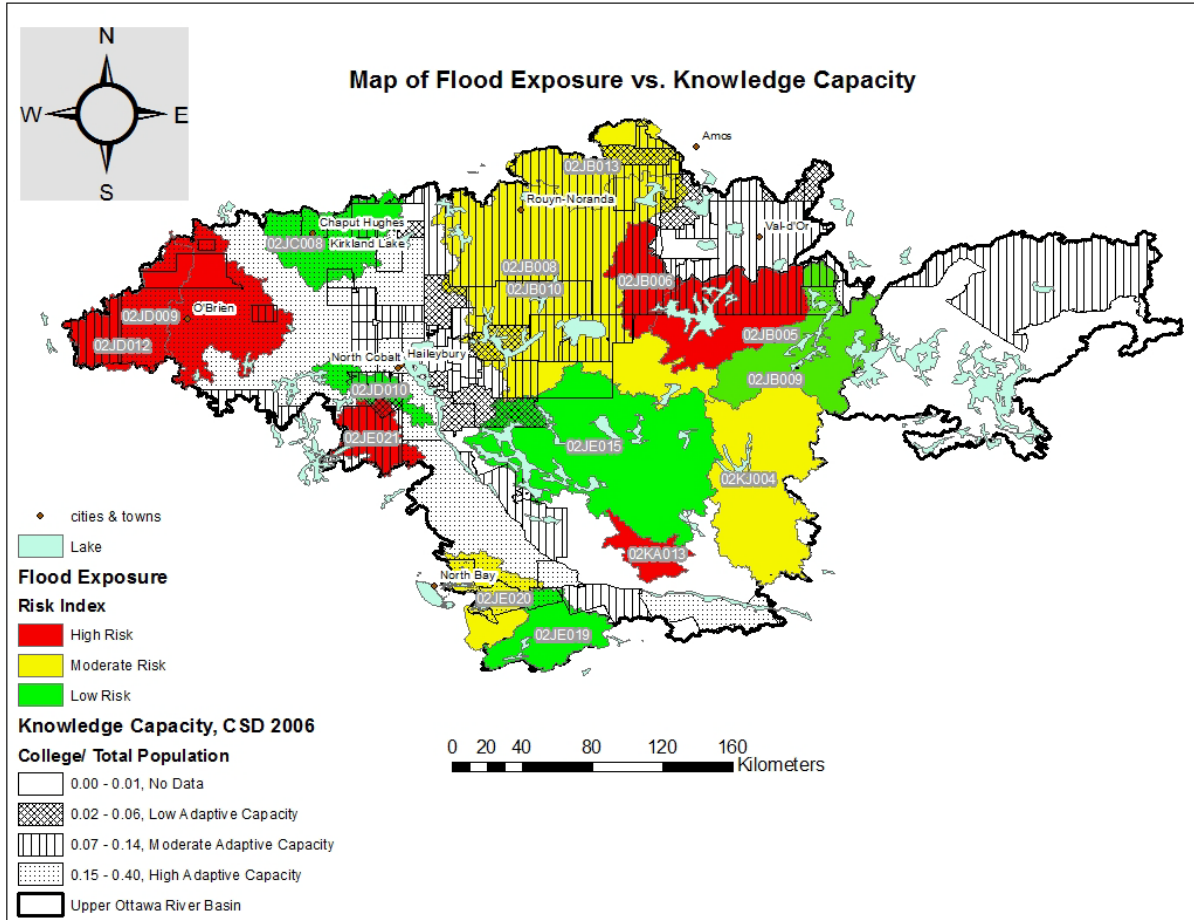 N
W
E
S
Map of Flood Exposure vs. Knowledge Capacity
Amos
02JB013
Rouyn-Noranda
Chaput Hughes
02JC008
Kirkland Lake
Val-d'Or
02JB008
02JB006
02JB010
O'Brien
02JD009
02JB005
02JD012
North Cobalt
Haileybury
02JB009
02JD010
02JE021
02JE015
02KJ004
02KA013
North Bay
02JE020
02JE019
cities & towns
Lake
Flood Exposure
Risk Index
High Risk
Moderate Risk
Low Risk
Knowledge Capacity, CSD 2006
College/ Total Population
0.00 - 0.01, No Data
0.02 - 0.06, Low Adaptive Capacity
0.07 - 0.14, Moderate Adaptive Capacity
0.15 - 0.40, High Adaptive Capacity
Upper Ottawa River Basin
0 20 40 80 120 160
Kilometers